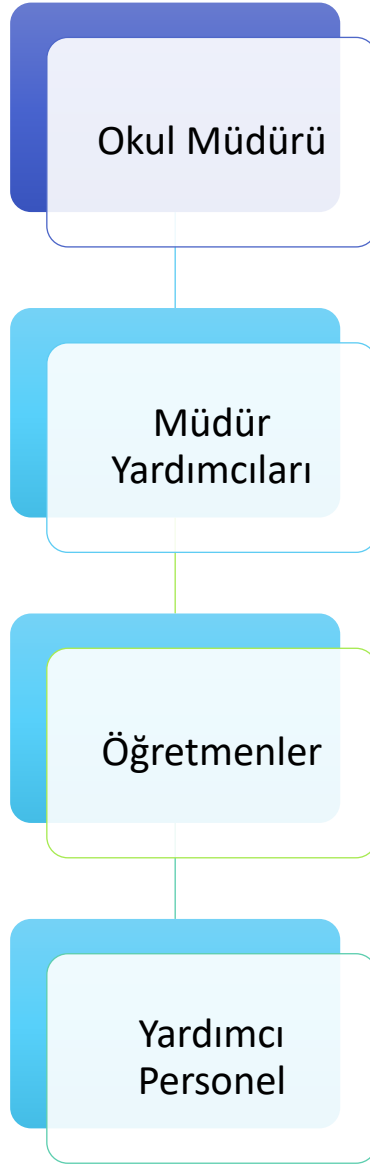 Okul Müdürü
Müdür
Yardımcıları
Öğretmenler
Yardımcı
Personel